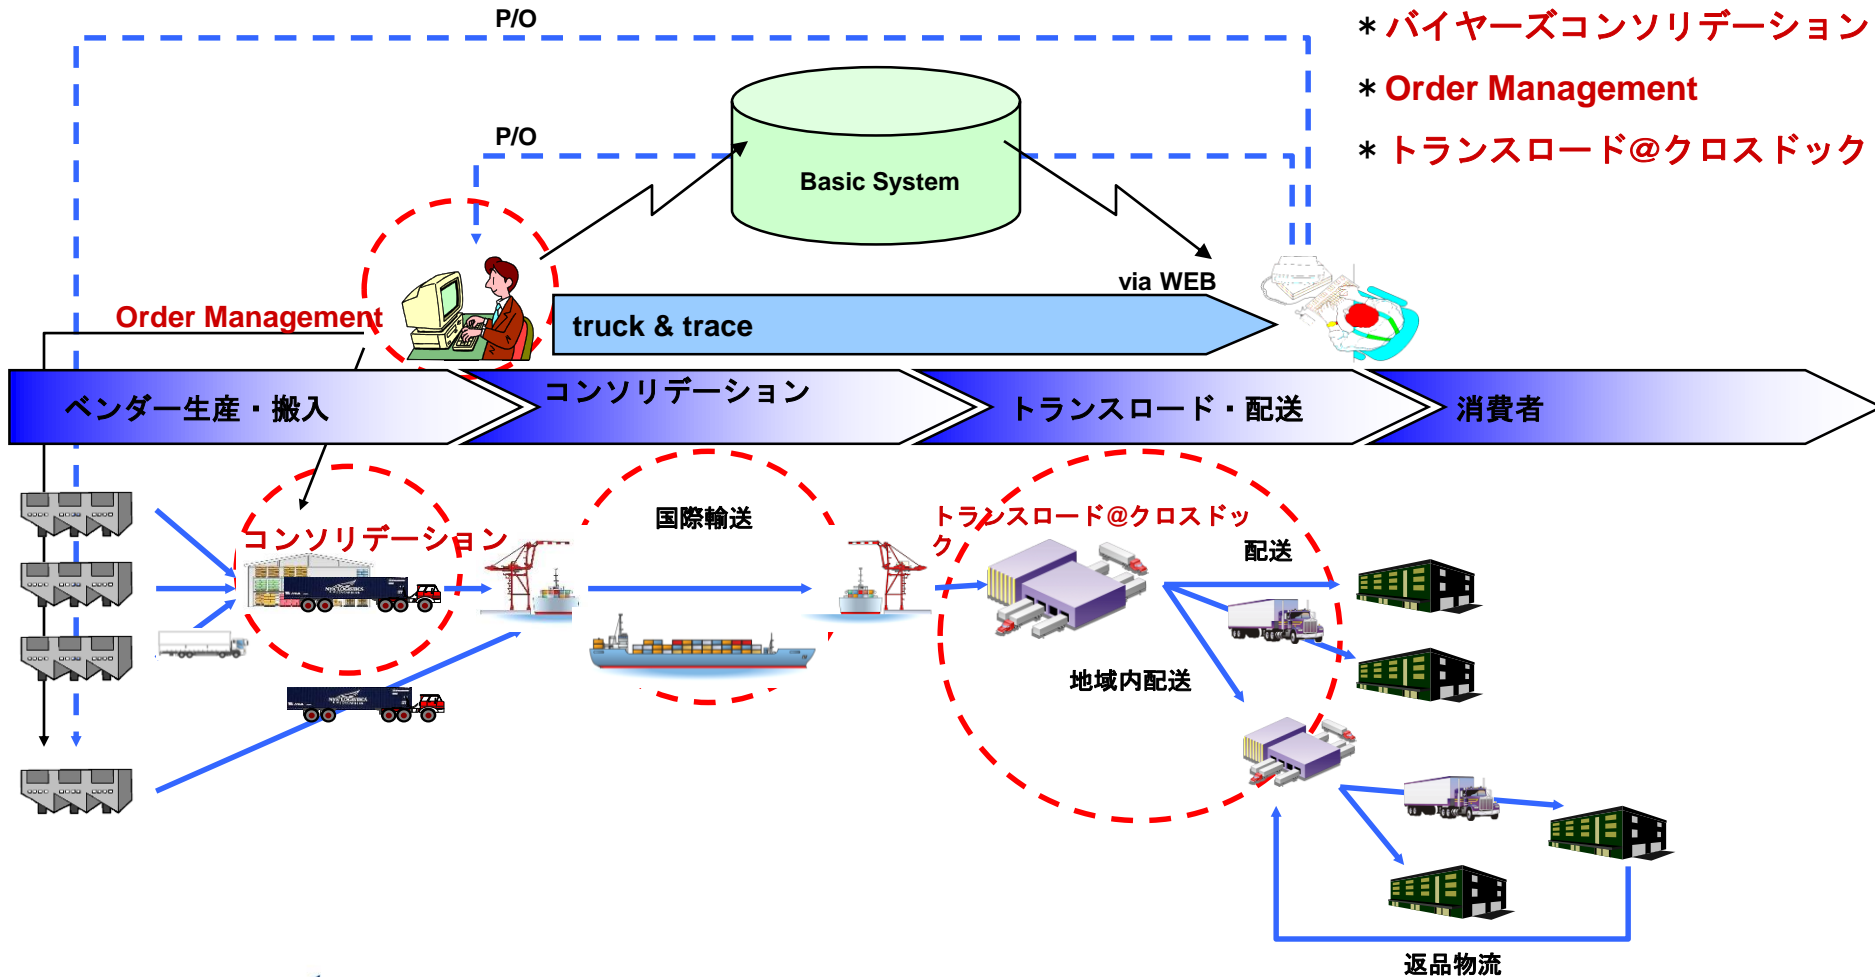 P/O
＊バイヤーズコンソリデーション
＊Order Management
＊トランスロード＠クロスドック
P/O
Basic System
via WEB
Order Management
truck & trace
ベンダー生産・搬入
コンソリデーション
トランスロード・配送
消費者
コンソリデーション
国際輸送
トランスロード＠クロスドッ
ク
配送
地域内配送
返品物流